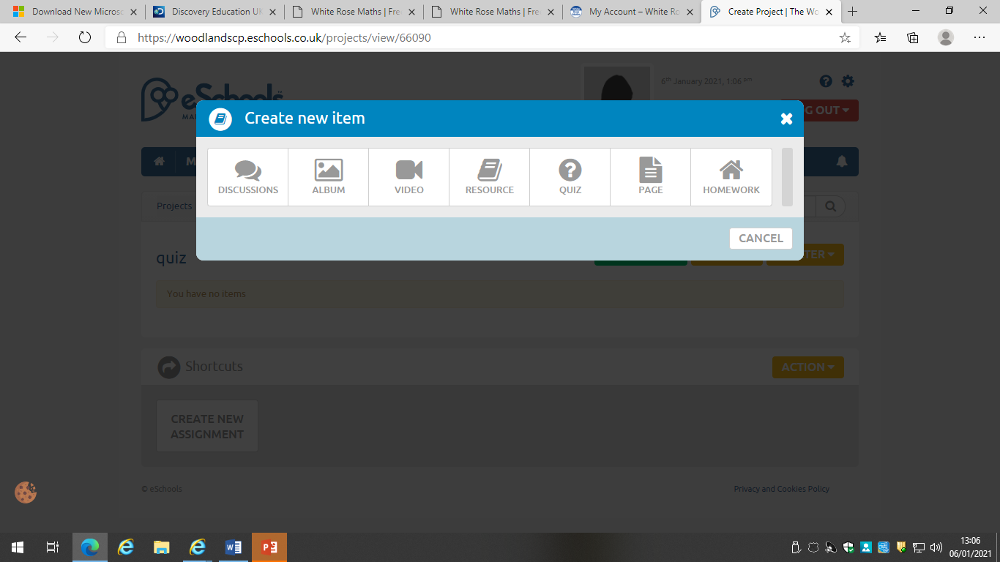 Download New Micros
Discovery Education UK
White Rose Maths | Fre
White Rose Maths | Fre
My Account – White Ro
Create Project | The Wo
https://woodlandscp.eschools.co.uk/projects/view/66090
eSchools
6th January 2021, 1:06 pm
G OUT
Create new item
M
DISCUSSIONS
ALBUM
VIDEO
RESOURCE
QUIZ
PAGE
HOMEWORK
Projects
CANCEL
quiz
TER
You have no items
Shortcuts
ACTION
CREATE NEW
ASSIGNMENT
© eSchools
Privacy and Cookies Policy
13:06
06/01/2021